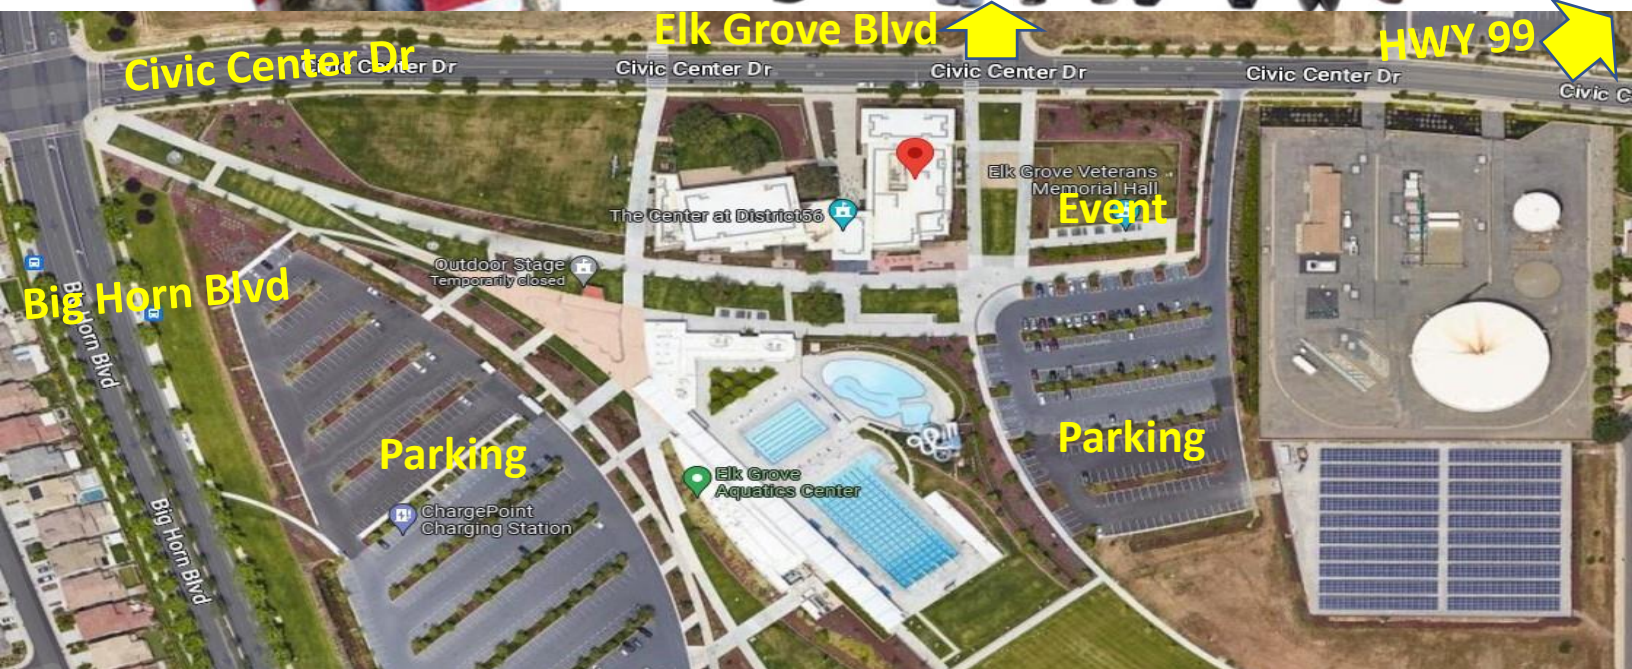 Elk Grove Blvd
HWY 99
Civic Center Dr
Civic Center Dr
Civic Center Dr
Civic Center Dr
Civic Center Dr
Civic C
Elk Grove Veterans
Memorial Hall
Event
The Center at District56
Outdoor Stage
Temporarily closed
Big Horn Blvd
Big Horn Blvd
Parking
Parking
Elk Grove
Aquatics Center
ChargePoint
Charging Station
Big Horn Blvd